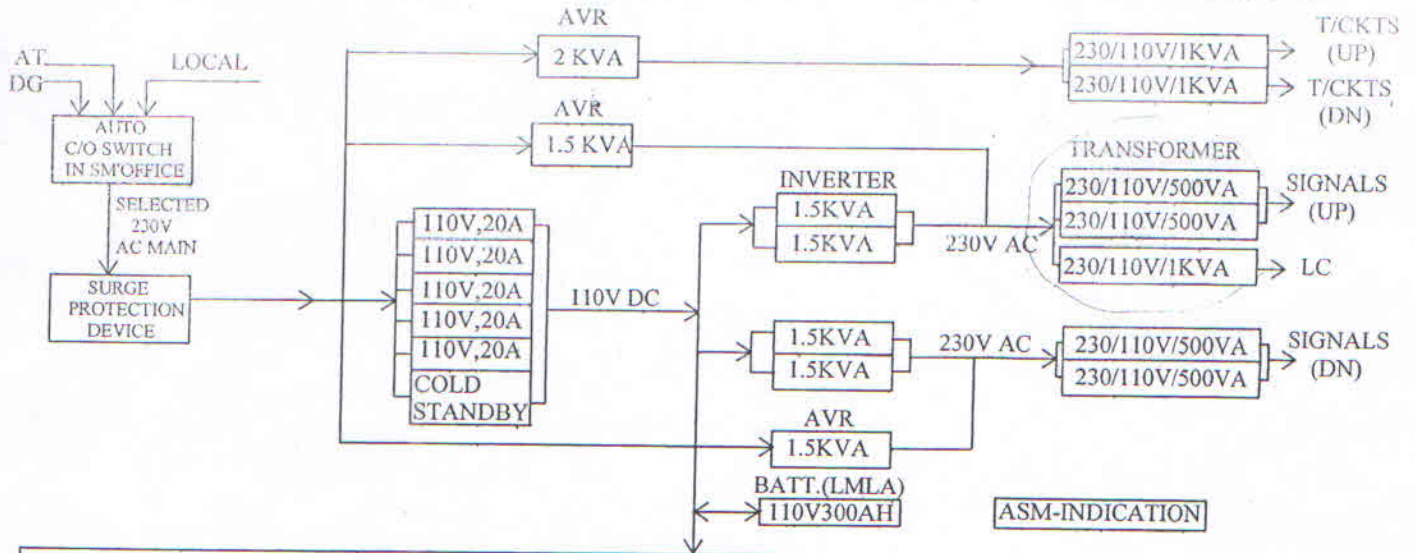 AVR
2 KVA
230/110V/1KVA
230/110V/1KVA
T/CKTS
(UP)
T/CKTS
(DN)
AT
DG
LOCAL
AUTO
C/O SWITCH
IN SM'OFFICE
SELECTED
230V
AC MAIN
SURGE
PROTECTION
DEVICE
AVR
1.5 KVA
110V,20A
110V,20A
110V,20A
110V,20A
110V,20A
COLD
STANDBY
110V DC
INVERTER
1.5KVA
1.5KVA
230V AC
TRANSFORMER
230/110V/500VA
230/110V/500VA
SIGNALS
(UP)
230/110V/1KVA
LC
1.5KVA
1.5KVA
230V AC
230/110V/500VA
230/110V/500VA
SIGNALS
(DN)
AVR
1.5KVA
BATT.(LMLA)
110V300AH
ASM-INDICATION